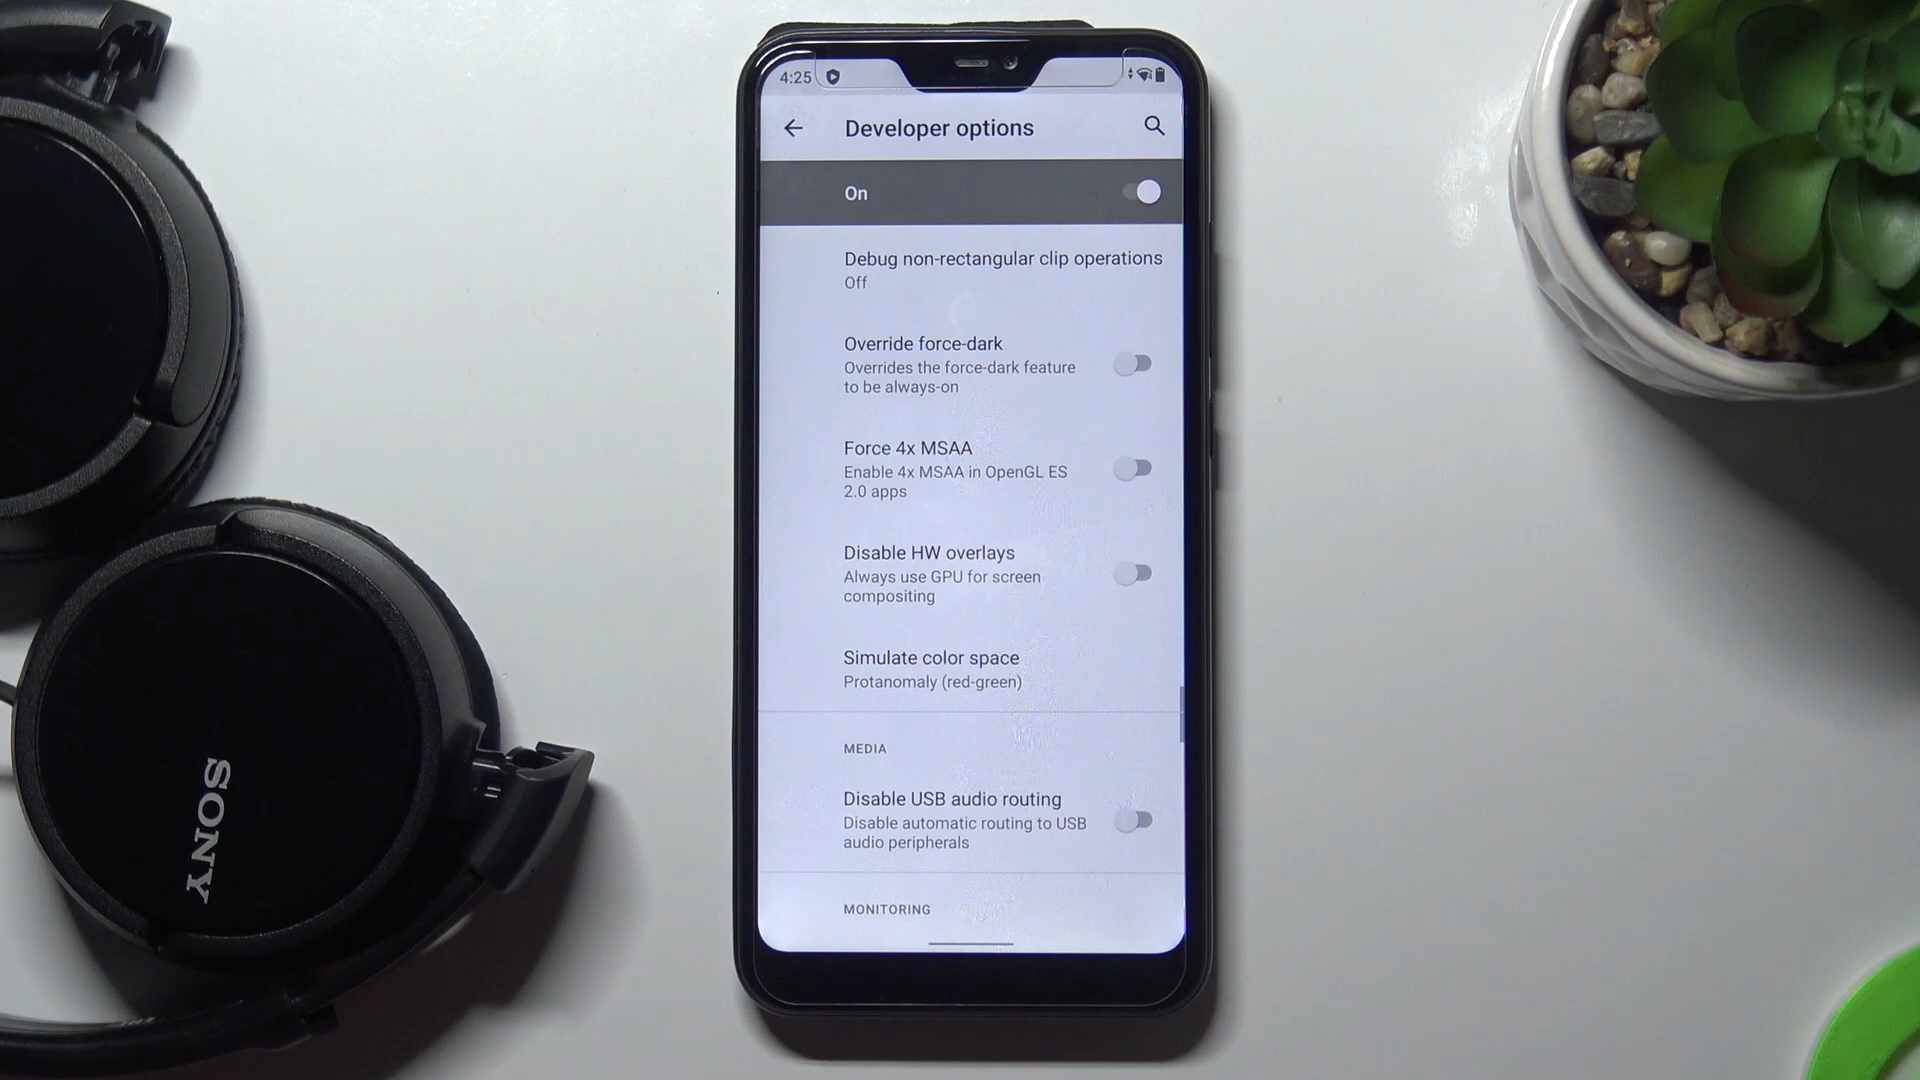 4:25
Developer options
On
Debug non-rectangular clip operations
Off
Override force-dark
Overrides the force-dark feature
to be always-on
Force 4x MSAA
Enable 4x MSAA in OpenGL ES
2.0 apps
Disable HW overlays
Always use GPU for screen
compositing
Simulate color space
Protanomaly (red-green)
MEDIA
Disable USB audio routing
Disable automatic routing to USB
audio peripherals
MONITORING
SONY